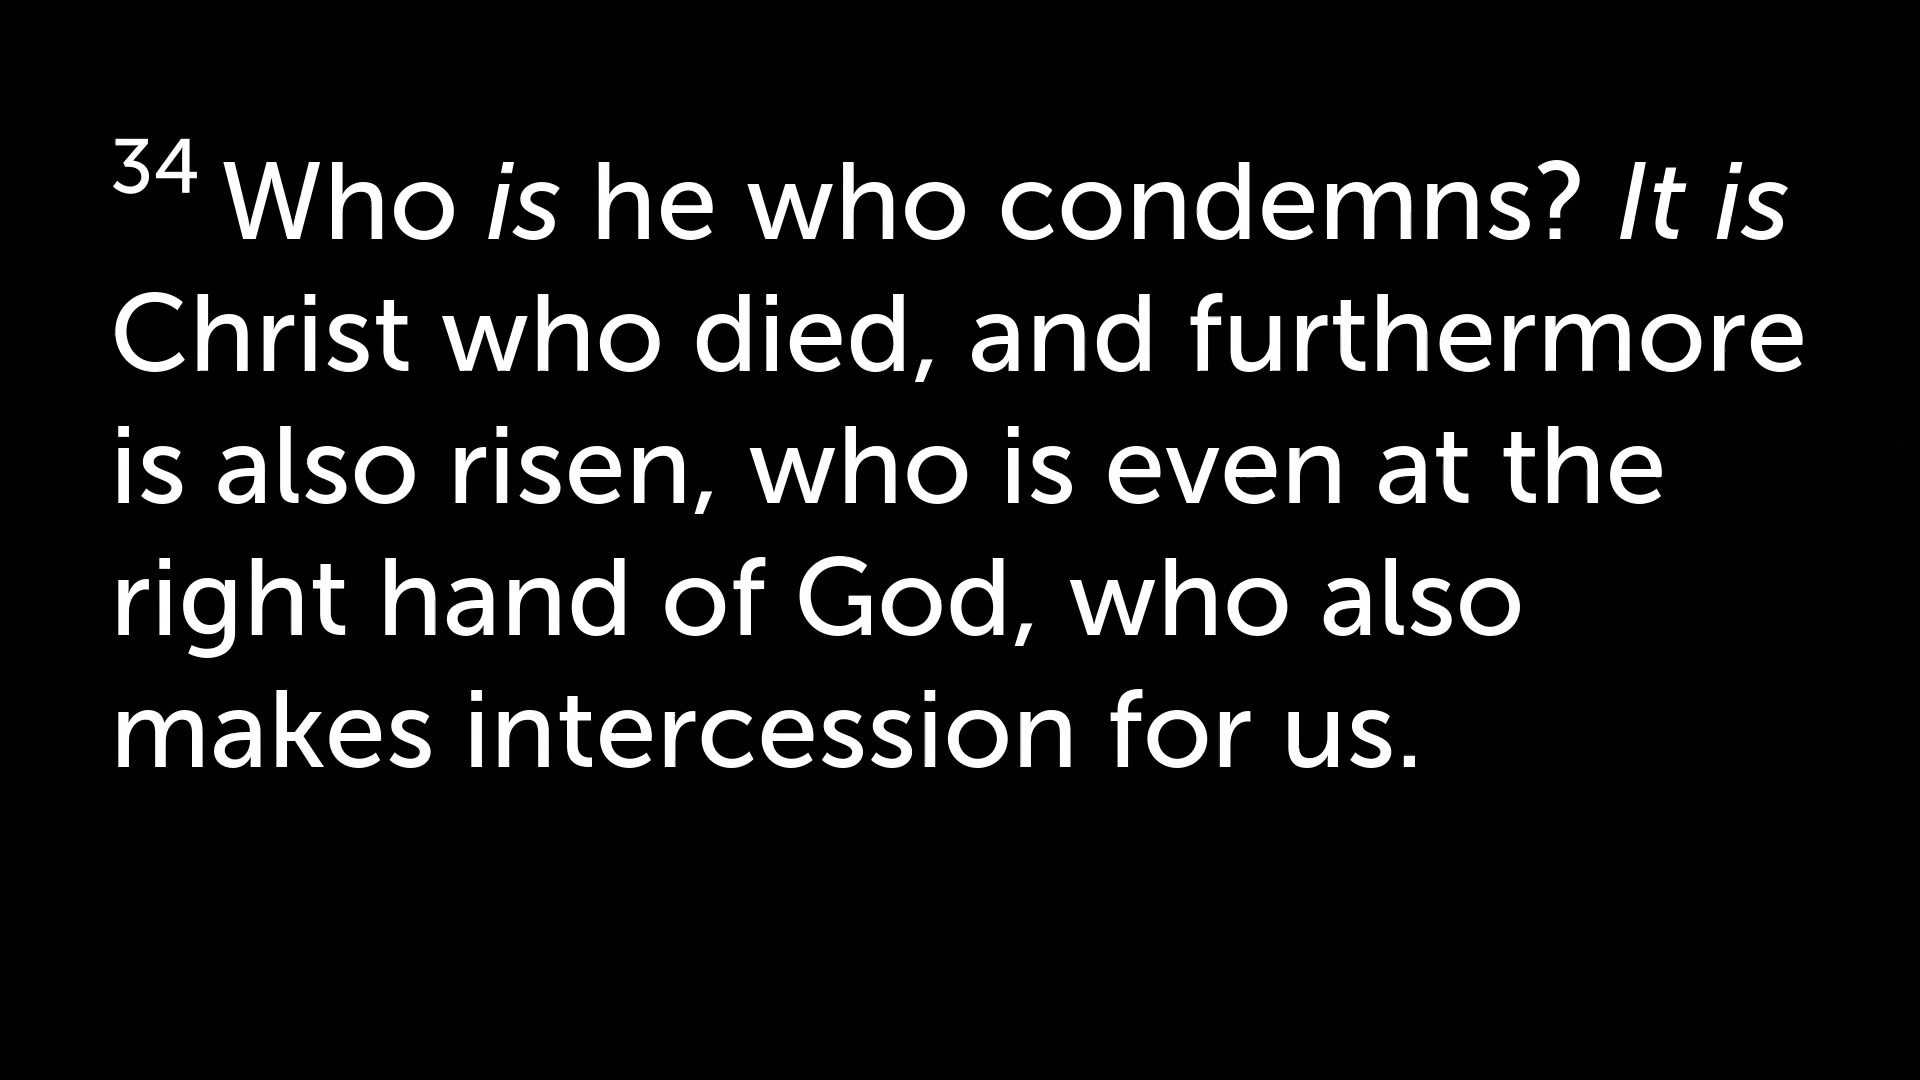 34 Who is he who condemns? It is
Christ who died, and furthermore
is also risen, who is even at the
right hand of God, who also
makes intercession for us.